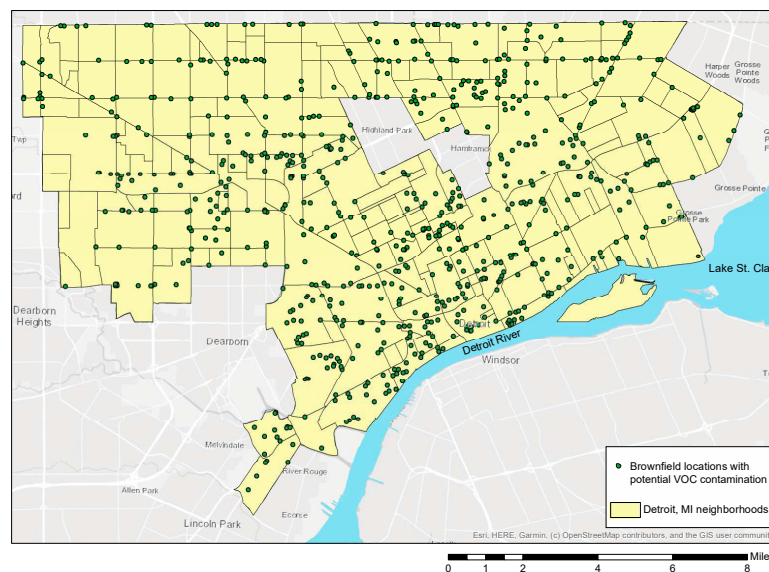 Harper
Woods
Grosse
Pointe
Woods
Highland Park
Hamtramc
Twp
Grosse Pointe
Grosse
Pointe Park
Lake St. Cla
Dearborn
Heights
Dearborn
Detroit
Detroit River
Windsor
Melvindale
River Rouge
Allen Park
Ecorse
Lincoln Park
Brownfield locations with
potential VOC contamination
Detroit, MI neighborhoods
Esri, HERE, Garmin, (c) OpenStreetMap contributors, and the GIS user communit
0 1 2 4 6 8
Mile